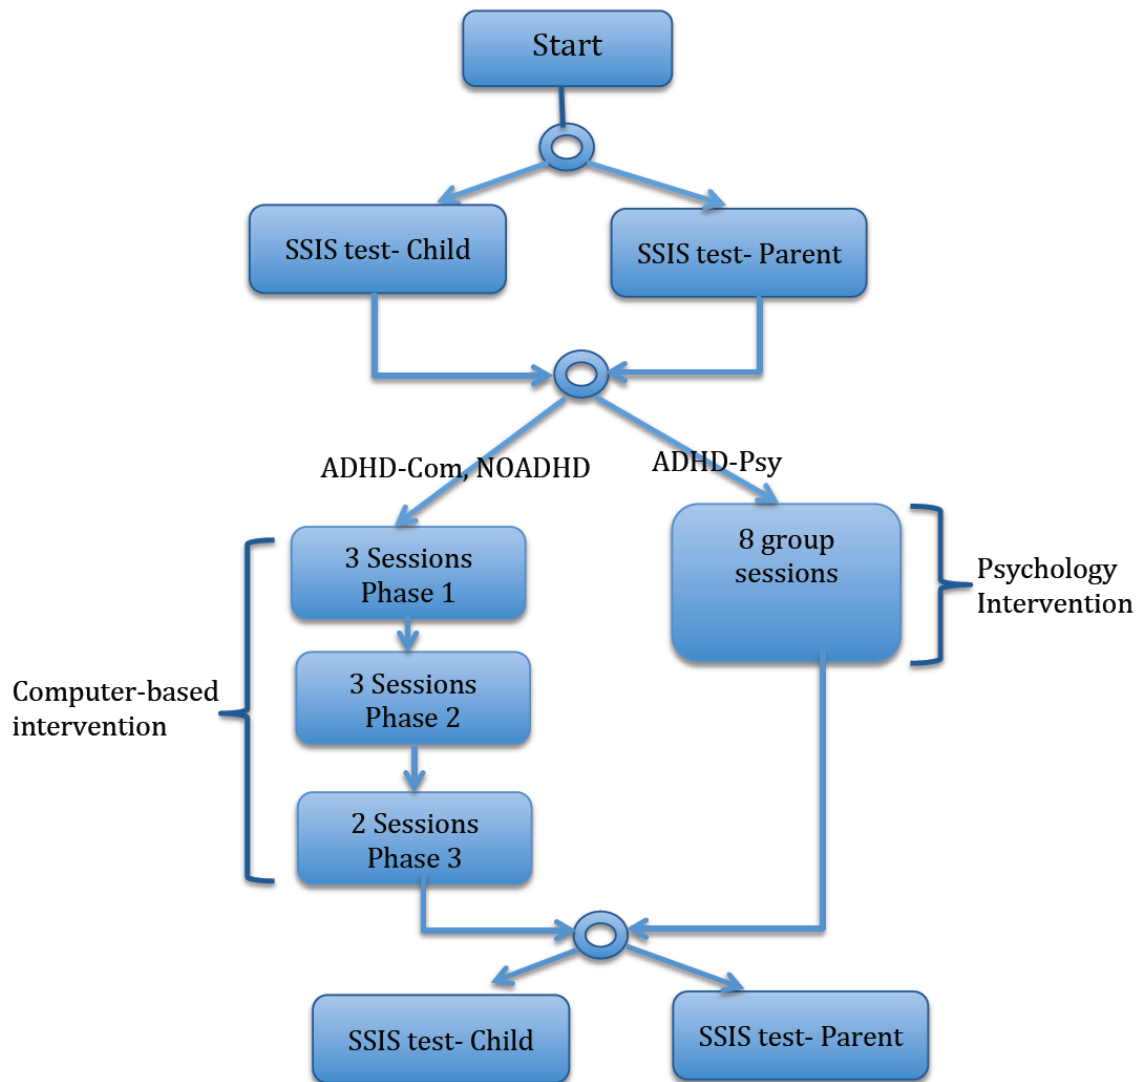 Start
SSIS test- Child
SSIS test- Parent
ADHD-Com, NOADHD
ADHD-Psy
3 Sessions
Phase 1
8 group
sessions
Psychology
Intervention
Computer-based
intervention
3 Sessions
Phase 2
2 Sessions
Phase 3
SSIS test- Child
SSIS test- Parent